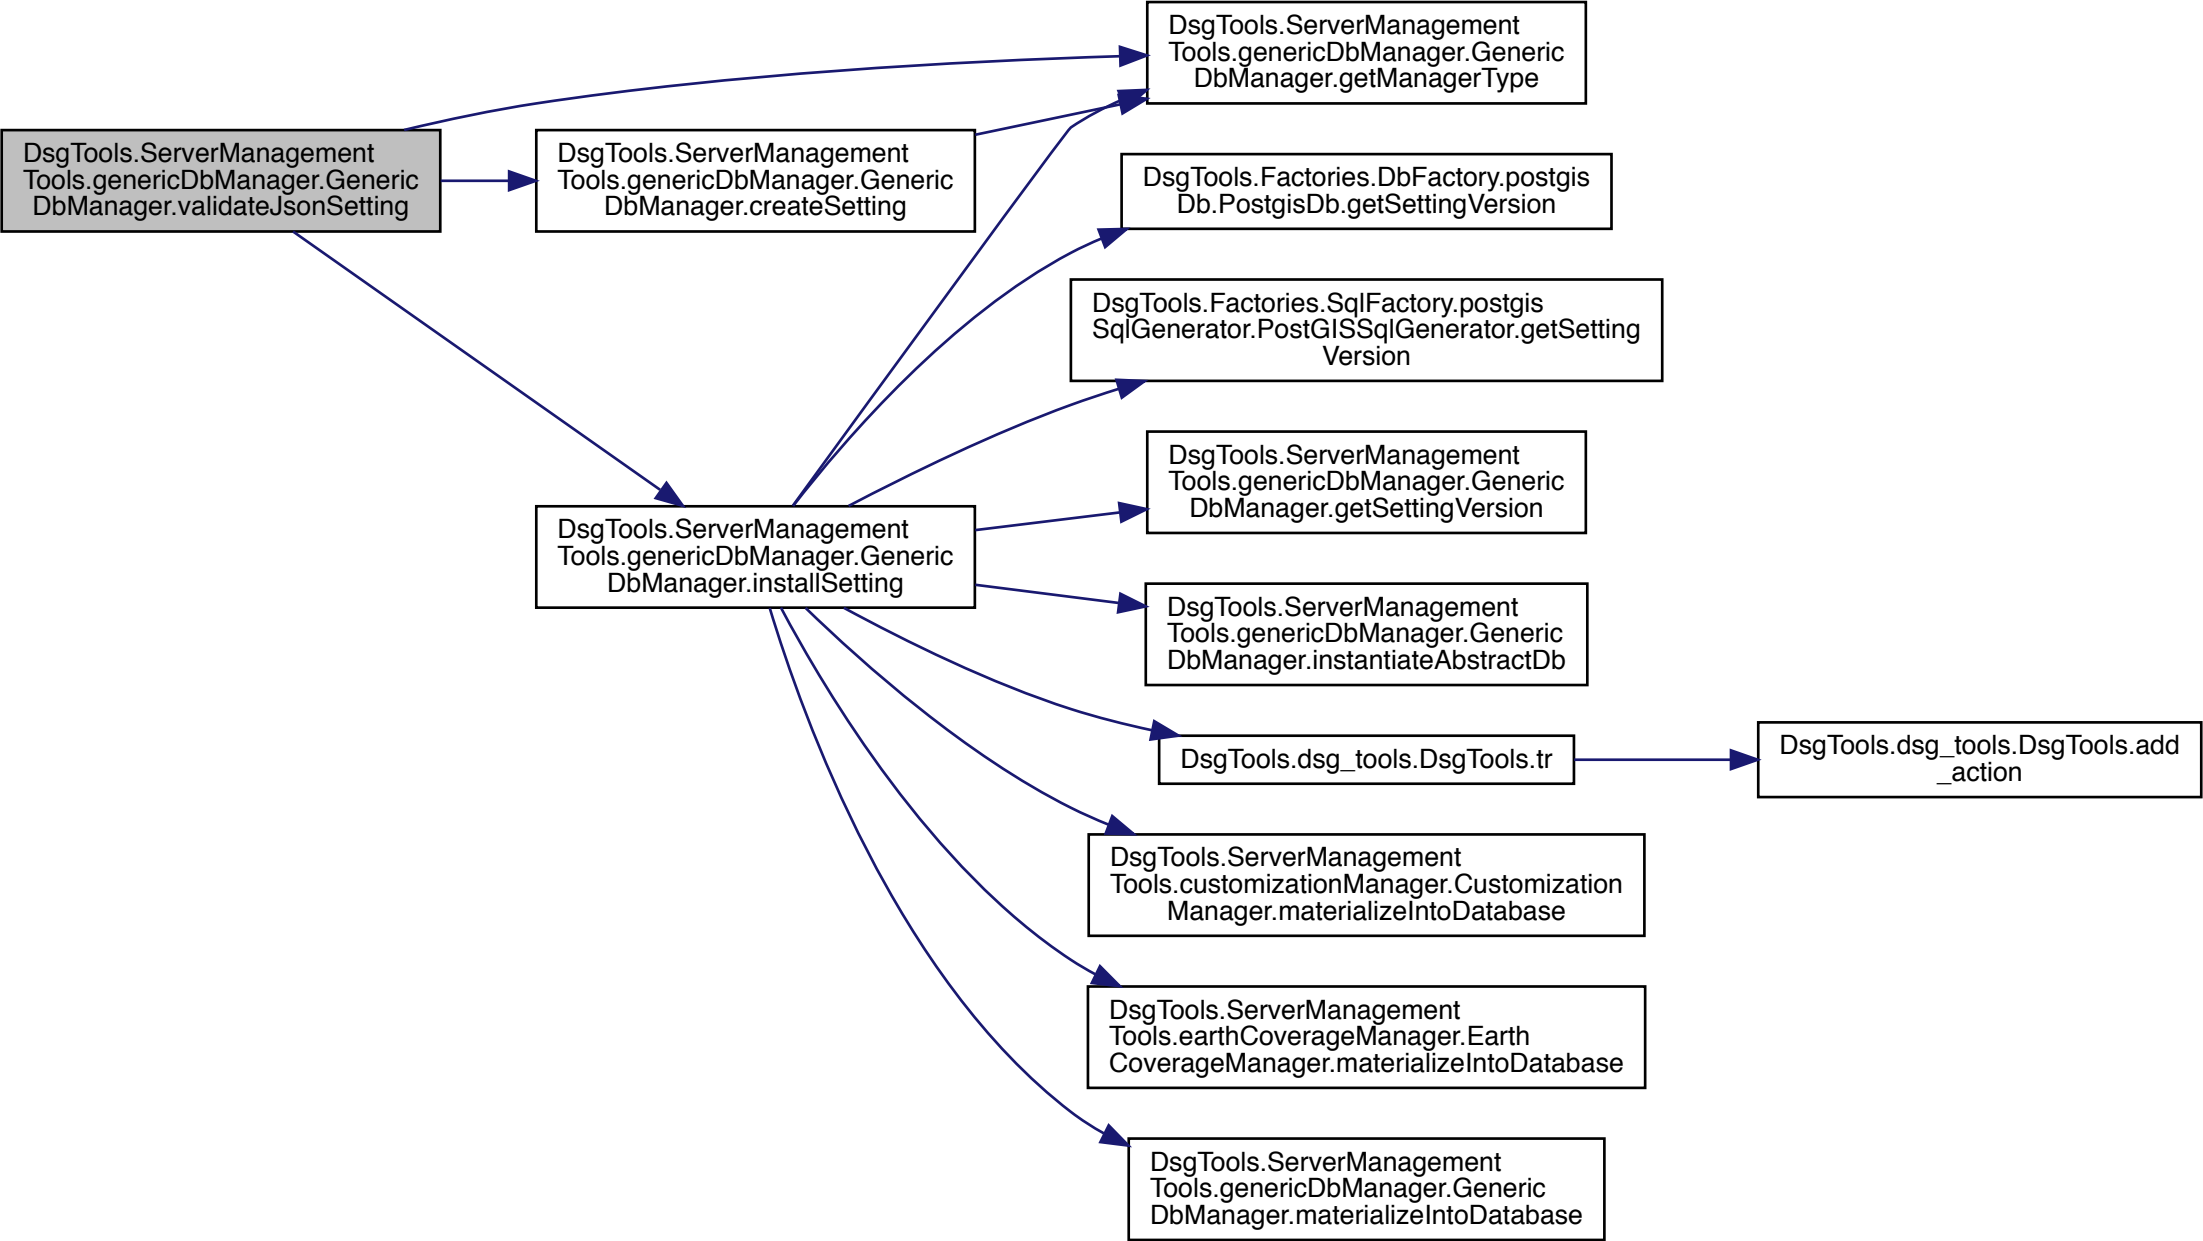 DsgTools.ServerManagement
Tools.genericDbManager.Generic
DbManager.validateJsonSetting
DsgTools.ServerManagement
Tools.genericDbManager.Generic
DbManager.createSetting
DsgTools.ServerManagement
Tools.genericDbManager.Generic
DbManager.installSetting
DsgTools.ServerManagement
Tools.genericDbManager.Generic
DbManager.getManagerType
DsgTools.Factories.DbFactory.postgis
Db.PostgisDb.getSettingVersion
DsgTools.Factories.SqlFactory.postgis
SqlGenerator.PostGISSqlGenerator.getSetting
Version
DsgTools.ServerManagement
Tools.genericDbManager.Generic
DbManager.getSettingVersion
DsgTools.ServerManagement
Tools.genericDbManager.Generic
DbManager.instantiateAbstractDb
DsgTools.dsg_tools.DsgTools.tr
DsgTools.dsg_tools.DsgTools.add
_action
DsgTools.ServerManagement
Tools.customizationManager.Customization
Manager.materializeIntoDatabase
DsgTools.ServerManagement
Tools.earthCoverageManager.Earth
CoverageManager.materializeIntoDatabase
DsgTools.ServerManagement
Tools.genericDbManager.Generic
DbManager.materializeIntoDatabase